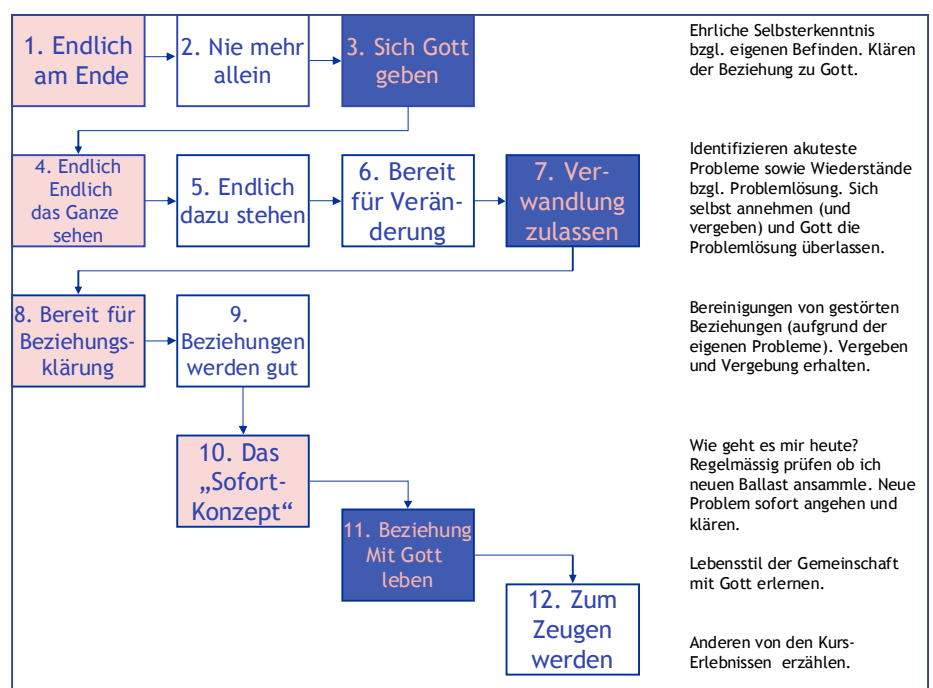 1. Endlich
am Ende
2. Nie mehr
allein
3. Sich Gott
geben
Ehrliche Selbsterkenntnis
bzgl. eigenen Befinden. Klären
der Beziehung zu Gott.
4. Endlich
Endlich
das Ganze
sehen
5. Endlich
dazu stehen
6. Bereit
für Verän-
derung
7. Ver-
wandlung
zulassen
Identifizieren akuteste
Probleme sowie Wiederstände
bzgl. Problemlösung. Sich
selbst annehmen (und
vergeben) und Gott die
Problemlösung überlassen.
8. Bereit für
Beziehungs-
klärung
9.
Beziehungen
werden gut
Bereinigungen von gestörten
Beziehungen (aufgrund der
eigenen Probleme). Vergeben
und Vergebung erhalten.
10. Das
„Sofort-
Konzept“
Wie geht es mir heute?
Regelmässig prüfen ob ich
neuen Ballast ansammle. Neue
Problem sofort angehen und
klären.
11. Beziehung
Mit Gott
leben
Lebensstil der Gemeinschaft
mit Gott erlernen.
12. Zum
Zeugen
werden
Anderen von den Kurs-
Erlebnissen erzählen.